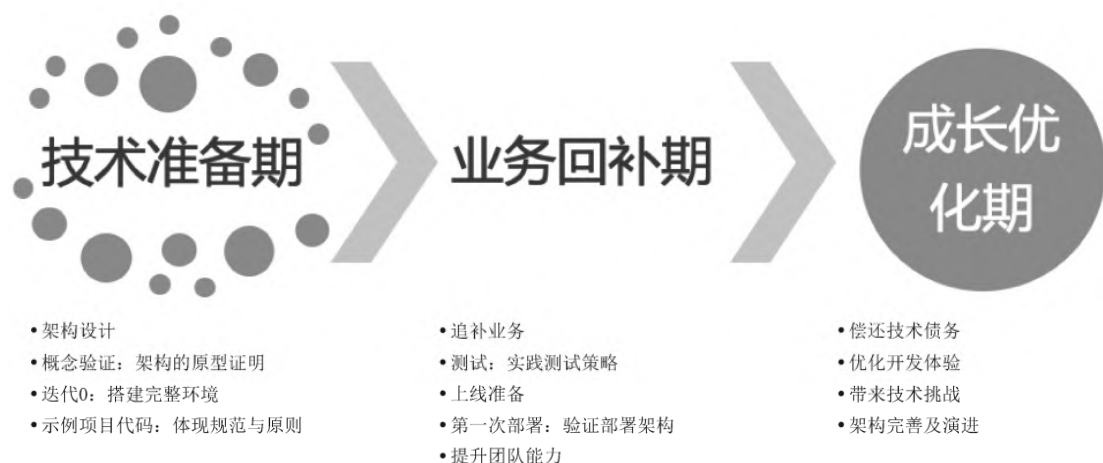 技术准备期
业务回补期
成长优
化期
• 架构设计
• 概念验证：架构的原型证明
• 迭代0：搭建完整环境
• 示例项目代码：体现规范与原则
• 追补业务
• 测试：实践测试策略
• 上线准备
• 第一次部署：验证部署架构
• 提升团队能力
• 偿还技术债务
• 优化开发体验
• 带来技术挑战
• 架构完善及演进